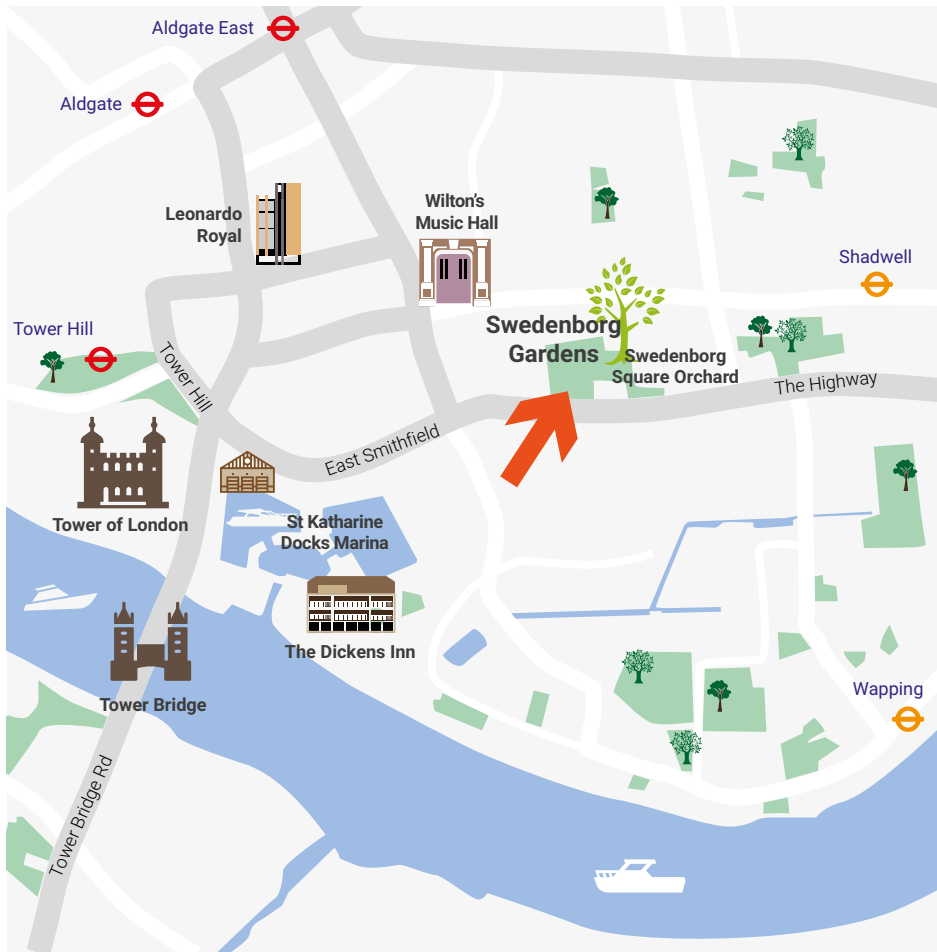 Aldgate East
Aldgate
Leonardo
Royal
Wilton's
Music Hall
Shadwell
Tower Hill
Swedenborg
Gardens
Swedenborg
Square Orchard
Tower Hill
The Highway
East Smithfield
Tower of London
St Katharine
Docks Marina
The Dickens Inn
Tower Bridge
Wapping
Tower Bridge Rd